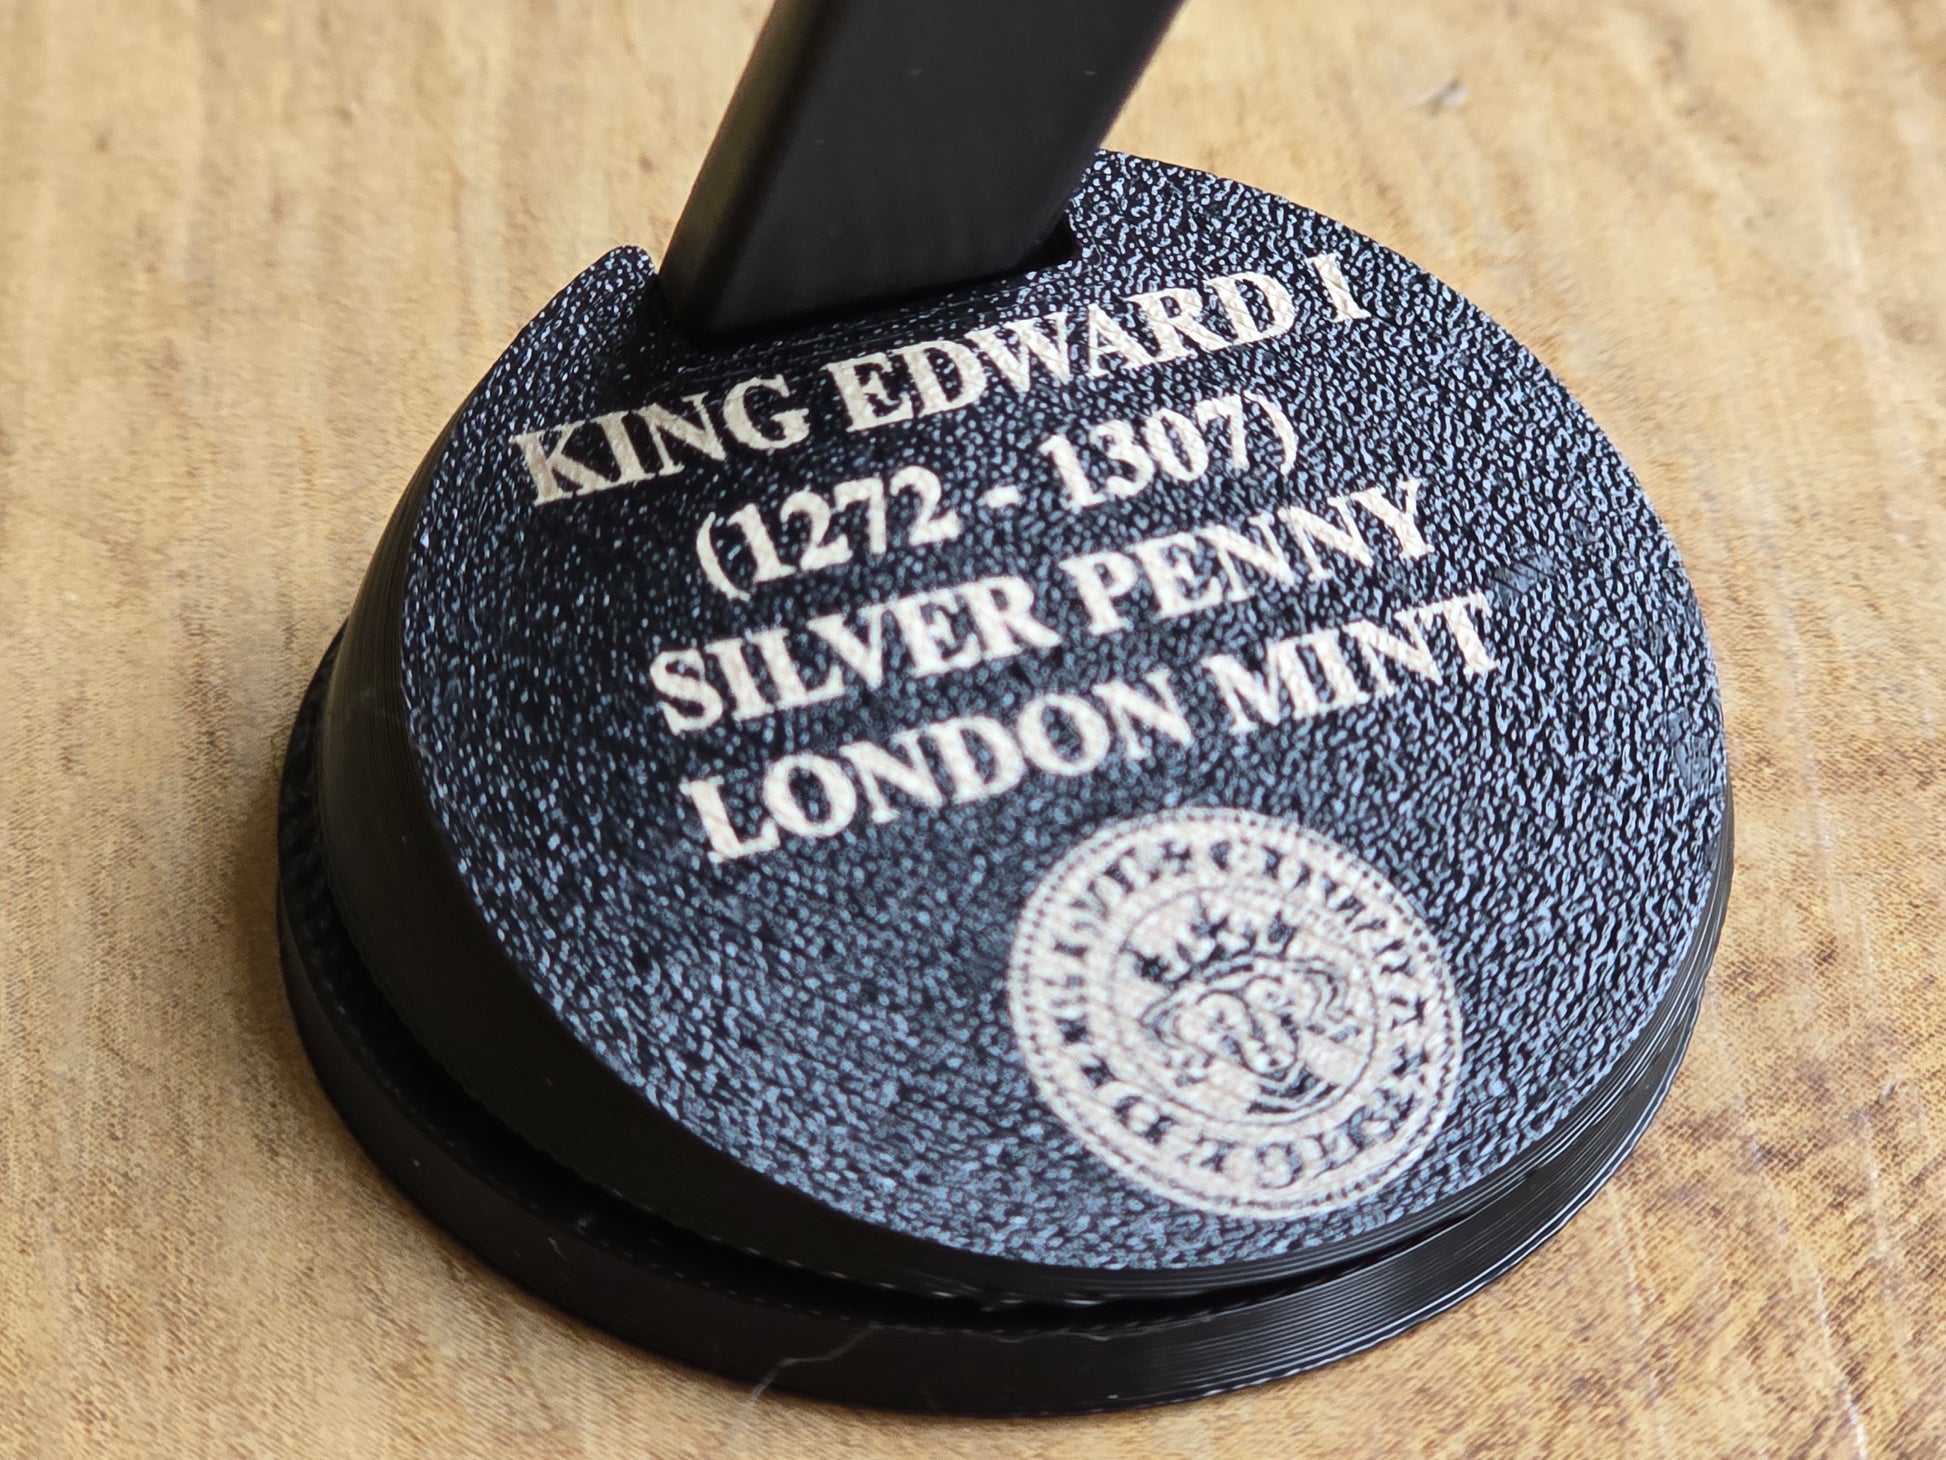 KING EDWARD I
(1272 - 1307)
SILVER PENNY
LONDON MINT